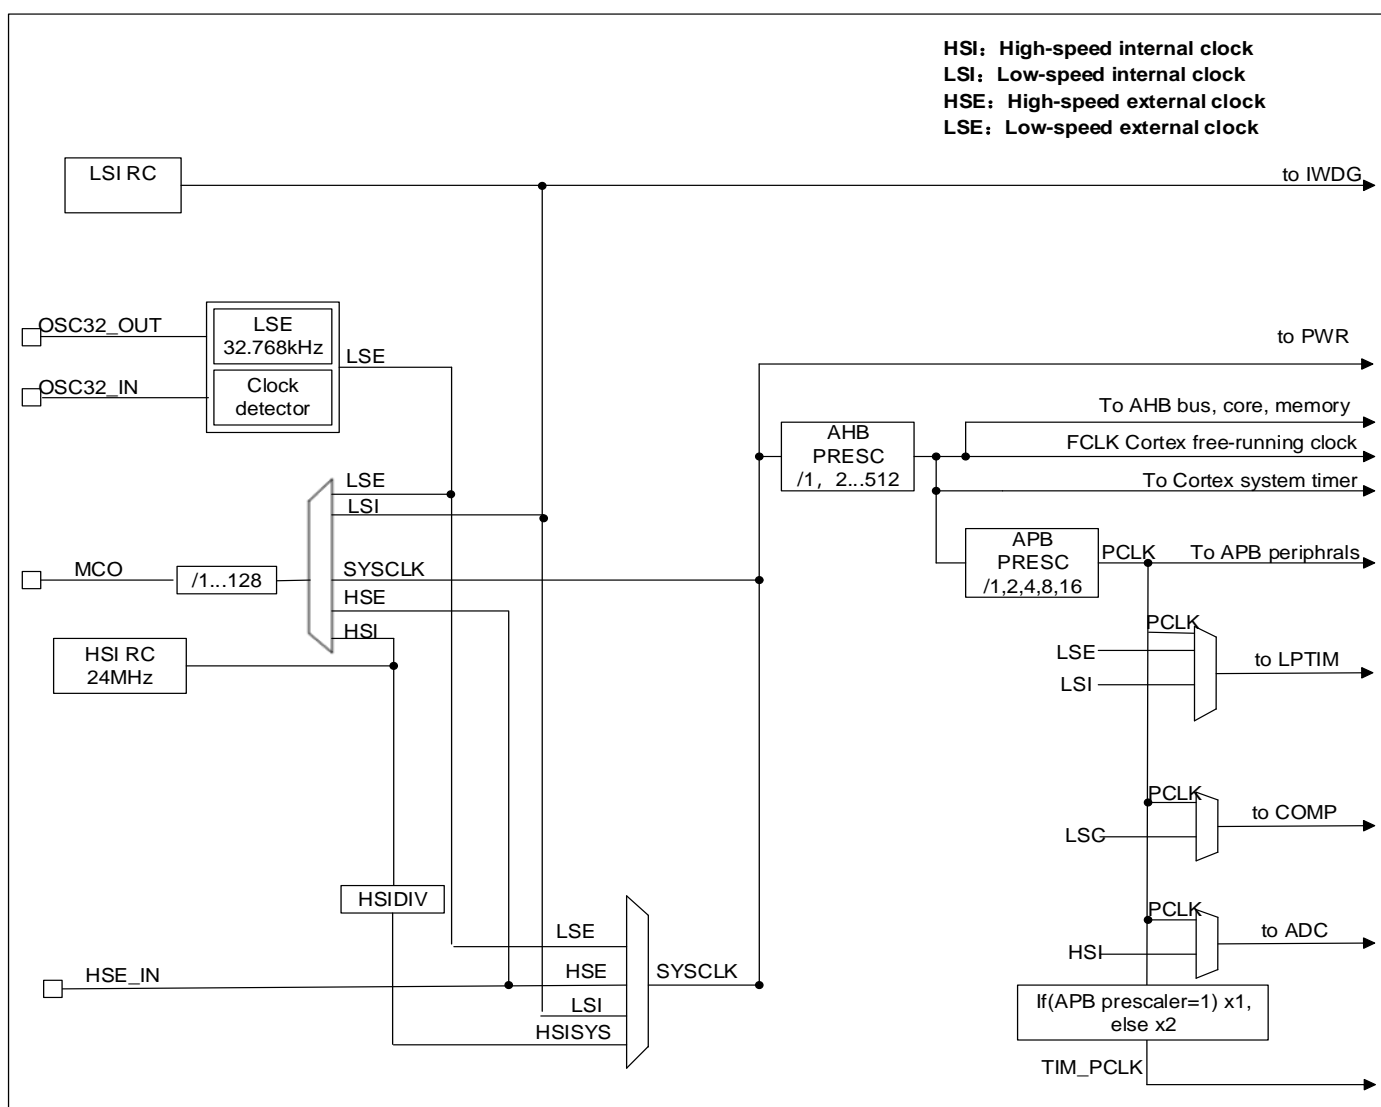 HSI：High-speed internal clock
LSI：Low-speed internal clock
HSE：High-speed external clock
LSE：Low-speed external clock
LSI RC
to IWDG
OSC32_OUT
LSE
32.768kHz
LSE
to PWR
OSC32_IN
Clock
detector
To AHB bus, core, memory
AHB
PRESC
/1，2...512
FCLK Cortex free-running clock
To Cortex system timer
LSE
LSI
MCO
/1...128
SYSCLK
HSE
HSI
APB
PRESC
/1,2,4,8,16
PCLK
To APB periphrals
HSI RC
24MHz
PCLK
LSE
LSI
to LPTIM
PCLK
LSC
to COMP
HSIDIV
PCLK
HSI
to ADC
HSE_IN
LSE
HSE
LSI
HSISYS
SYSCLK
If(APB prescaler=1) x1,
else x2
TIM_PCLK